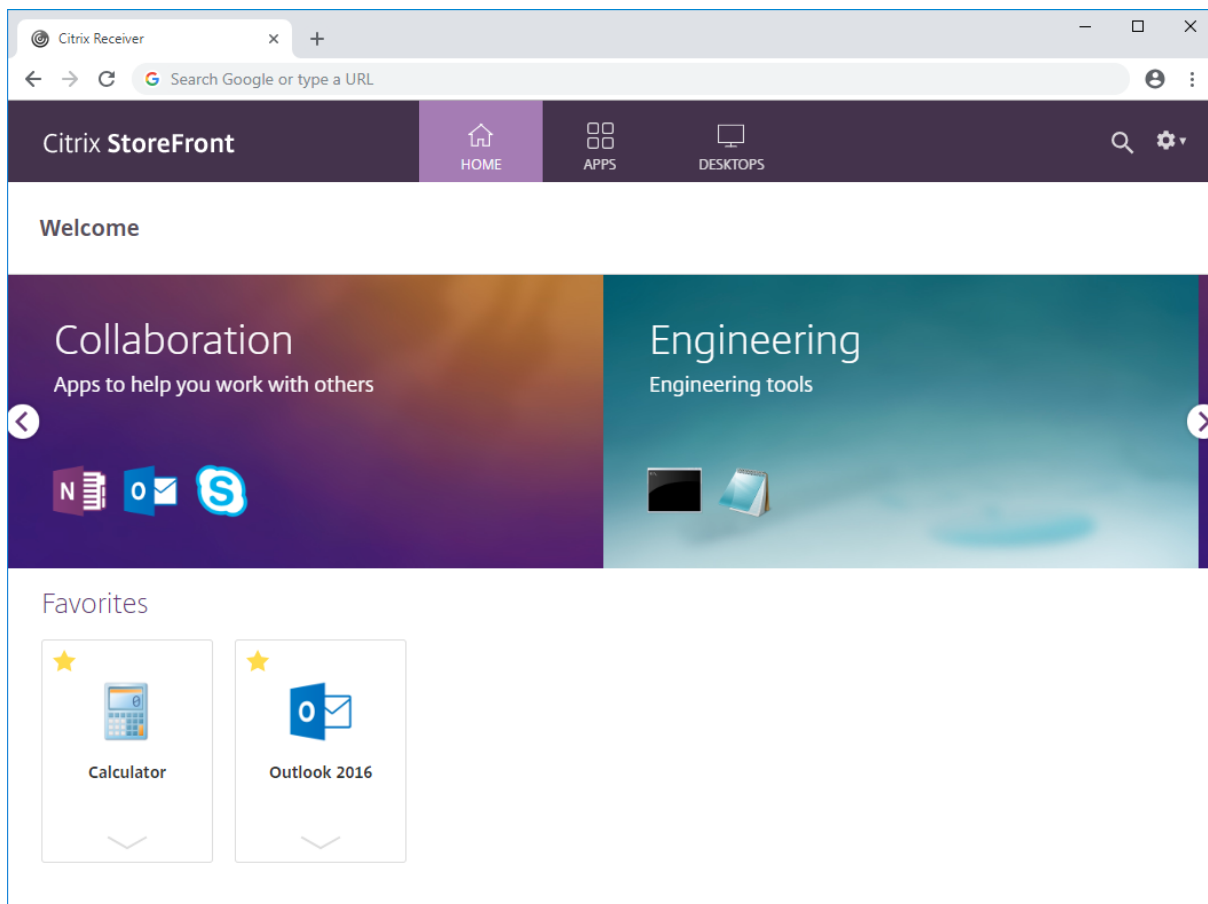 Citrix Receiver
Search Google or type a URL
Citrix StoreFront
HOME
APPS
DESKTOPS
Welcome
Collaboration
Apps to help you work with others
Engineering
Engineering tools
N
O
S
Favorites
0
Calculator
O
Outlook 2016